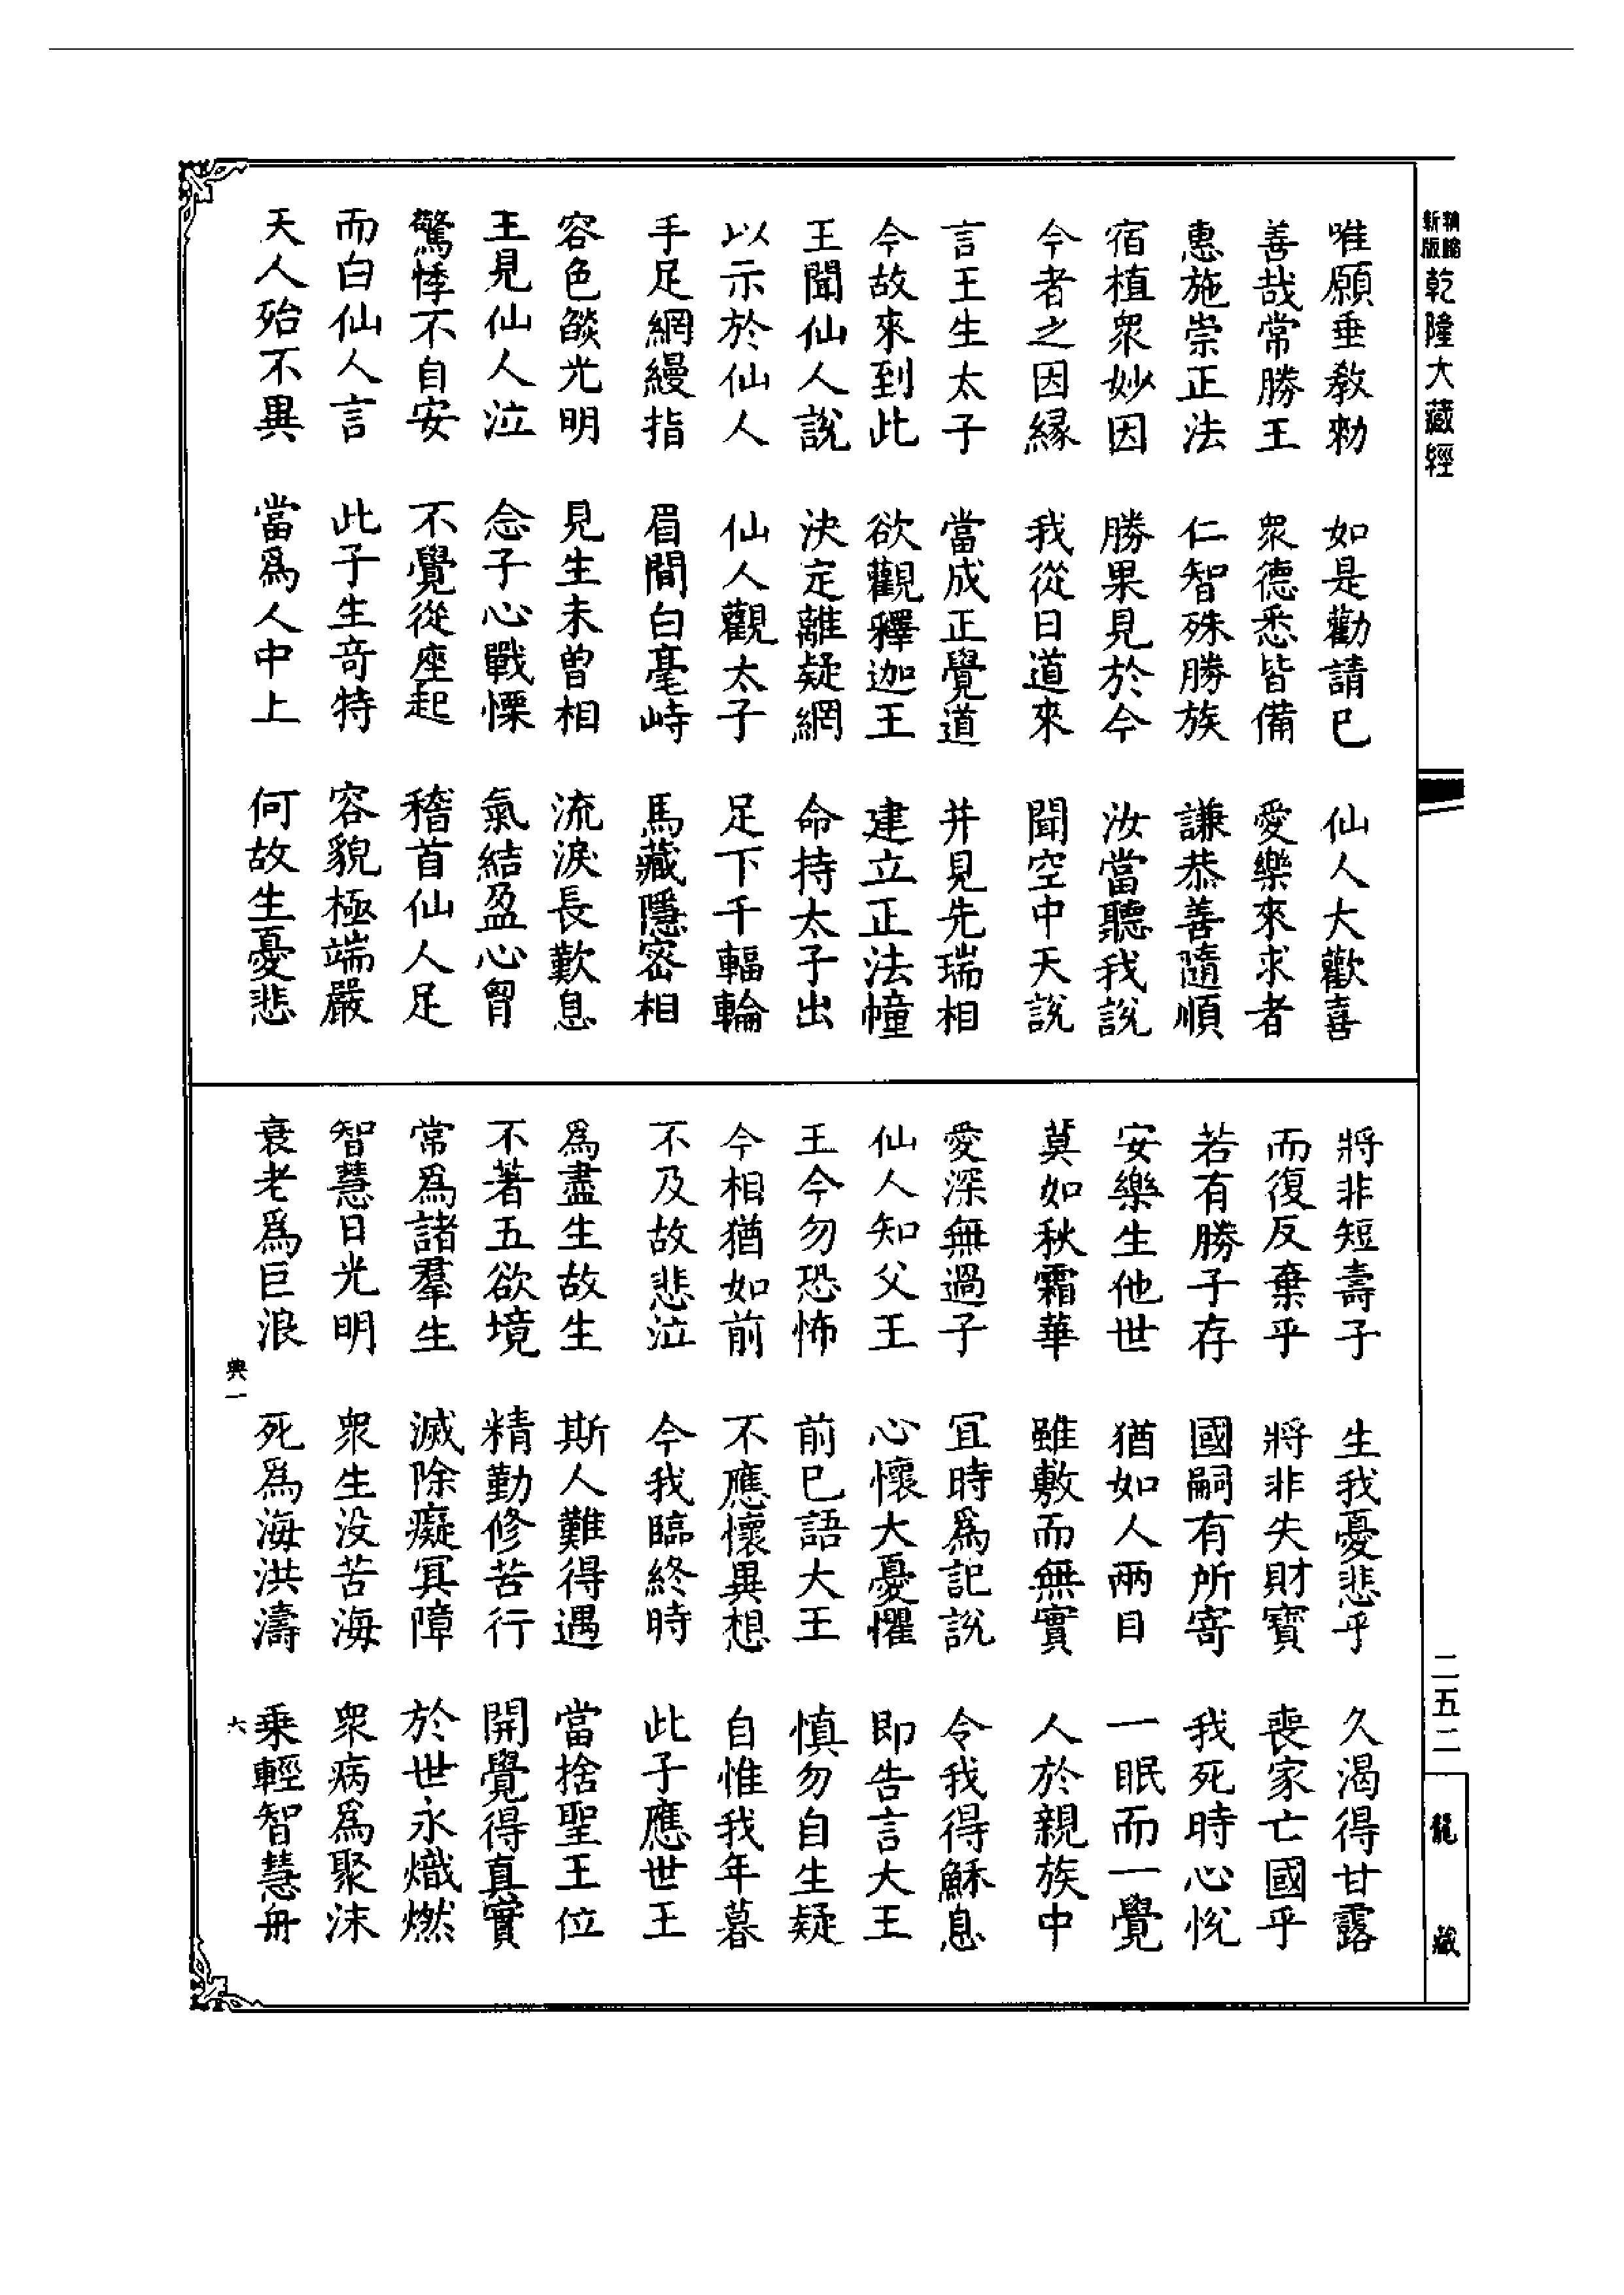 精縮
新版
乾隆大藏經
唯願垂教勑 如是勸請已 仙人大歡喜
善哉常勝王 衆德悉皆備 愛樂來求者
惠施崇正法 仁智殊勝族 謙恭善隨順
宿植衆妙因 勝果見於今 汝當聽我說
今者之因緣 我從日道來 聞空中天說
言王生太子 當成正覺道 并見先瑞相
今故來到此 欲觀釋迦王 建立正法幢
王聞仙人說 決定離疑網 命持太子出
以示於仙人 仙人觀太子 足下千輻輪
手足網縵指 眉間白毫峙 馬藏隱密相
容色燄光明 見生未曾相 流淚長歎息
王見仙人泣 念子心戰慄 氣結盈心胷
驚悸不自安 不覺從座起 稽首仙人足
而白仙人言 此子生奇特 容貌極端嚴
天人殆不異 當爲人中上 何故生憂悲
將非短壽子 生我憂悲乎 久渴得甘露
而復反棄乎 將非失財寶 喪家亡國乎
若有勝子存 國嗣有所寄 我死時心悅
安樂生他世 猶如人兩目 一眠而一覺
莫如秋霜華 雖敷而無實 人於親族中
愛深無過子 宜時爲記說 令我得穌息
仙人知父王 心懷大憂懼 即告言大王
王今勿恐怖 前已語大王 慎勿自生疑
今相猶如前 不應懷異想 自惟我年暮
不及故悲泣 今我臨終時 此子應世王
爲盡生故生 斯人難得遇 當捨聖王位
不著五欲境 精勤修苦行 開覺得真實
常爲諸羣生 滅除癡冥障 於世永熾燃
智慧日光明 衆生没苦海 衆病爲聚沫
衰老爲巨浪 死爲海洪濤 乘輕智慧舟
典一 六
二五二
龍藏